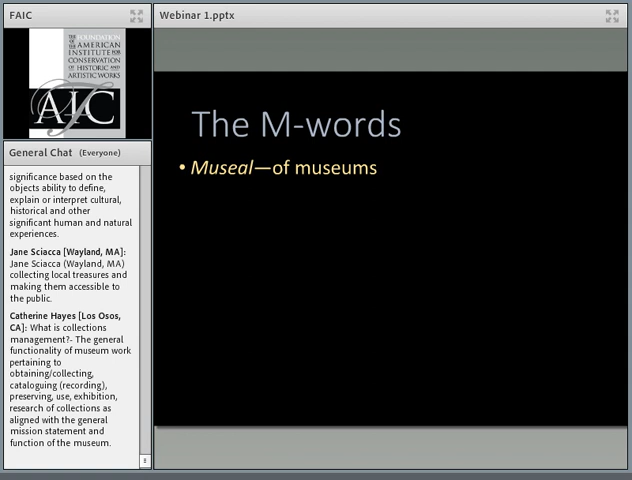 FAIC
Webinar 1.pptx
THE FOUNDATION
OF THE AMERICAN
INSTITUTE FOR
CONSERVATION
OF HISTORIC AND
ARTISTIC WORKS
AIC
General Chat (Everyone)
significance based on the
objects ability to define,
explain or interpret cultural,
historical and other
significant human and natural
experiences.
Jane Sciacca [Wayland, MA]:
Jane Sciacca (Wayland, MA)
collecting local treasures and
making them accessible to
the public.
Catherine Hayes [Los Osos,
CA]: What is collections
management?- The general
functionality of museum work
pertaining to
obtaining/collecting,
cataloguing (recording),
preserving, use, exhibition,
research of collections as
aligned with the general
mission statement and
function of the museum.
The M-words
• Museal—of museums